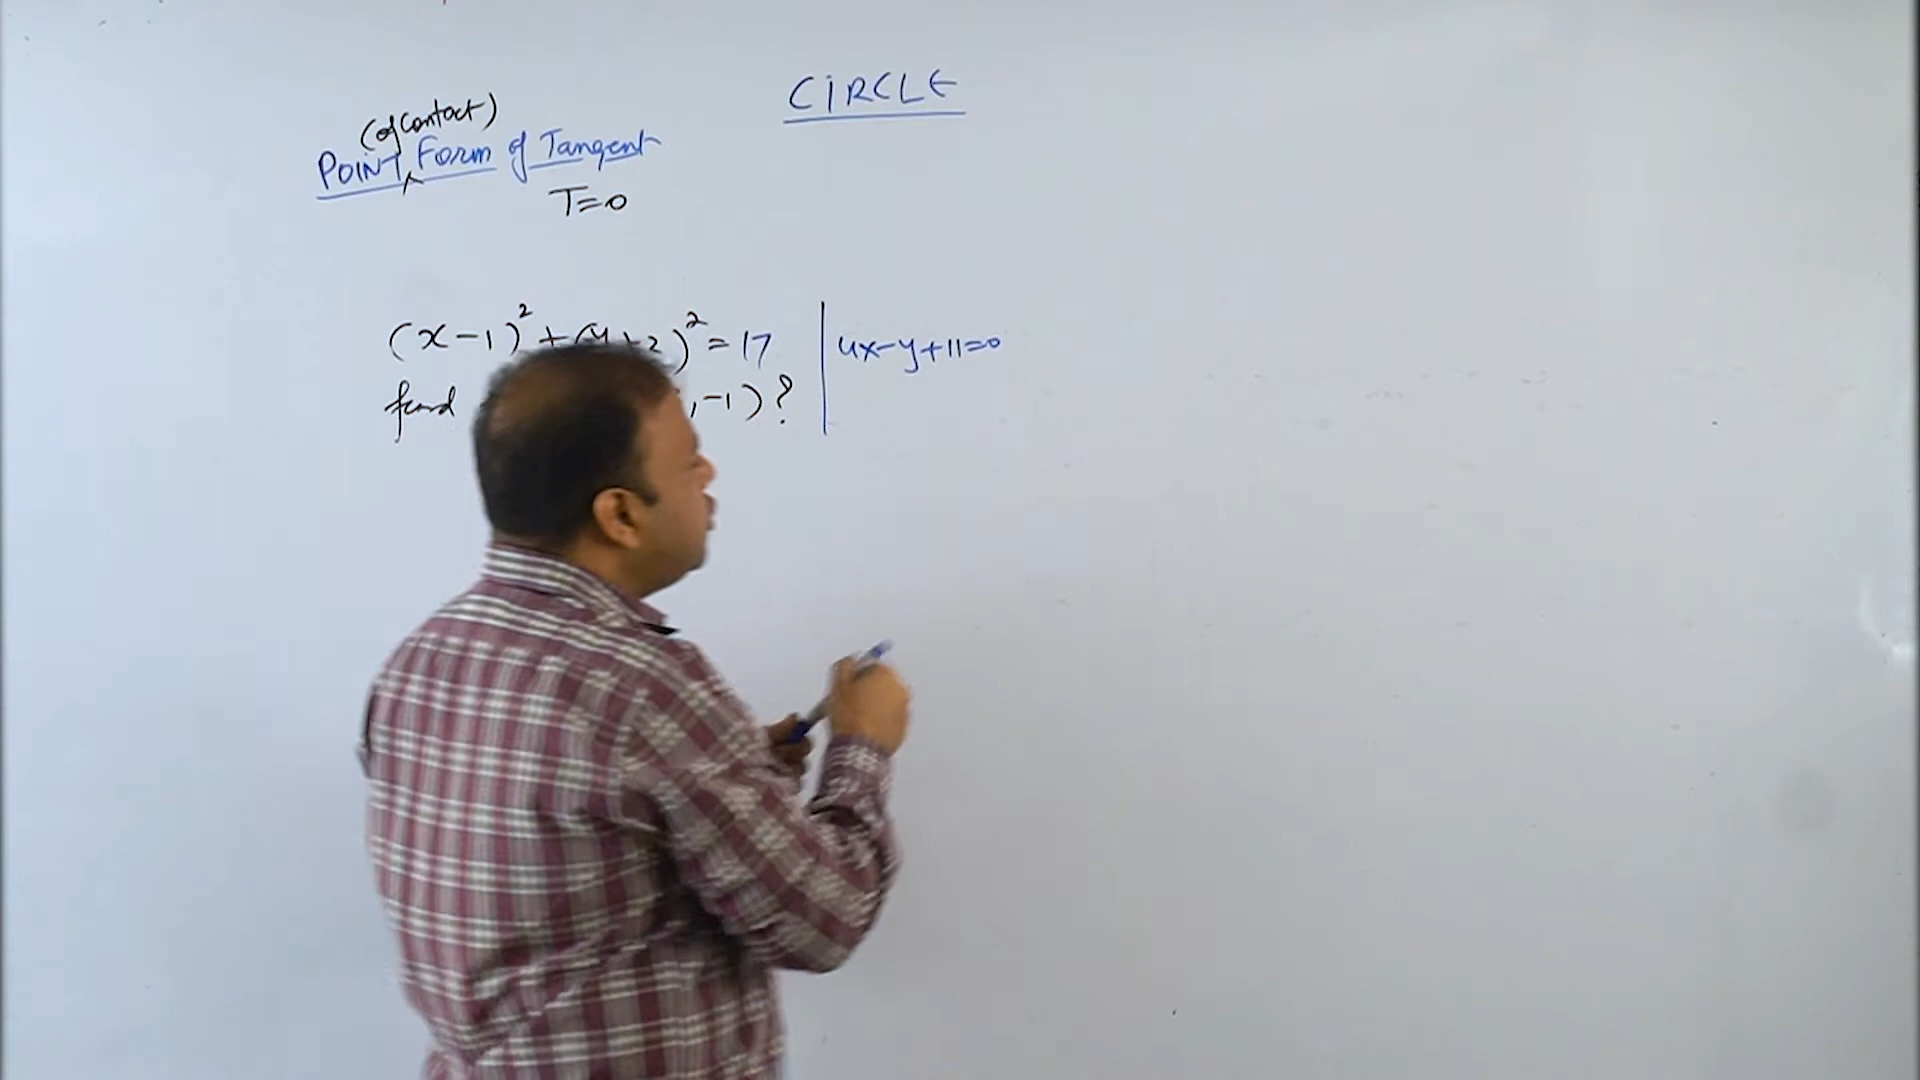 CIRCLE
(of contact)
POINT ^ Form of Tangent
T=0
(x-1)² + (y+2)² = 17
4x-y+11=0
find ,-1)?